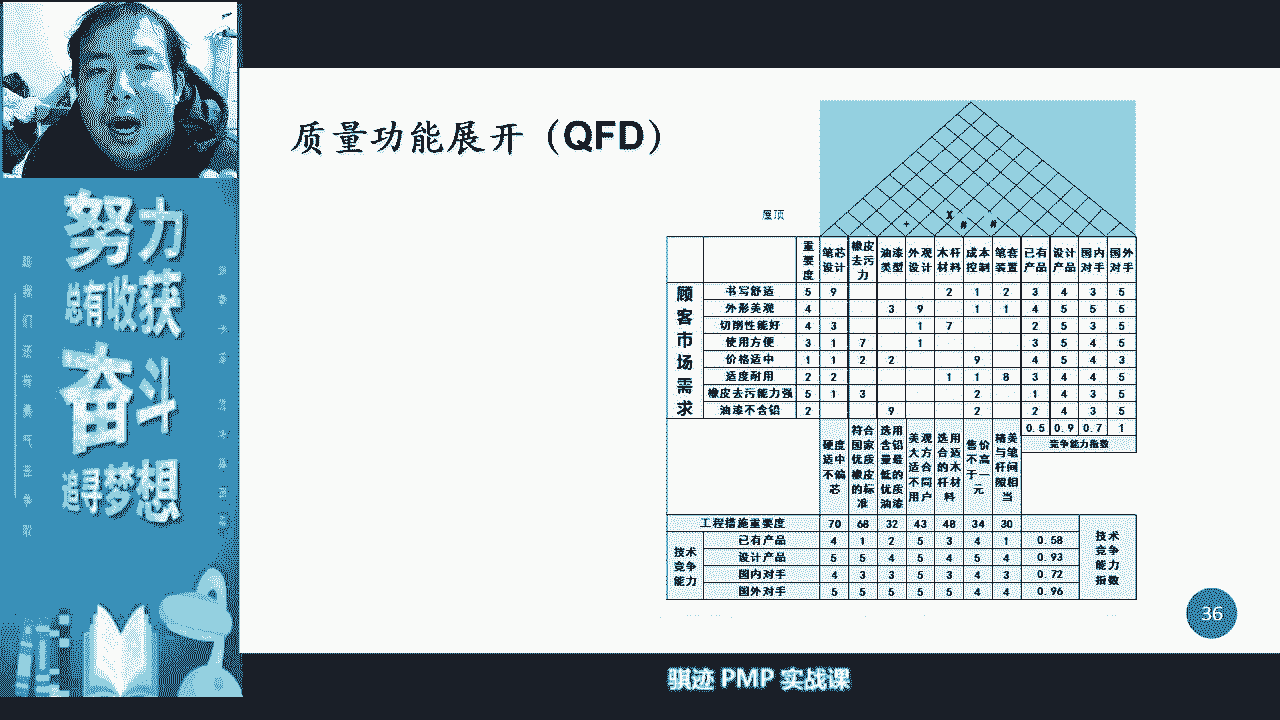 质量功能展开（QFD）
努力
总有收获
奋斗
追寻梦想
屋顶
重要度 笔芯设计 橡皮去污力 油漆类型 外观设计 木杆材料 成本控制 笔套装置 已有产品 设计产品 国内对手 国外对手
顾客市场需求
书写舒适 5 9 2 1 2 3 4 3 5
外形美观 4 3 9 1 1 4 5 5 5
切削性能好 4 3 1 7 2 5 3 5
使用方便 3 1 7 1 3 5 4 5
价格适中 1 1 2 2 9 4 5 4 3
适度耐用 2 2 1 1 8 3 4 4 5
橡皮去污能力强 5 1 3 2 1 4 3 5
油漆不含铅 2 9 2 2 4 3 5
0.5 0.9 0.7 1
竞争能力指数
硬度适中不偏芯 符合国家优质橡皮的标准 选用含铅量最低的优质油漆 美观大方适合不同用户 选用合适的木杆材料 售价不高于一元 精美与笔杆间隙相当
工程措施重要度 70 68 32 43 48 34 30
技术竞争能力
已有产品 4 1 2 5 3 4 1 0.58
设计产品 5 5 4 5 4 5 4 0.93
国内对手 4 3 3 5 3 4 3 0.72
国外对手 5 5 5 5 5 4 4 0.96
技术竞争能力指数
36
骐迹 PMP 实战课